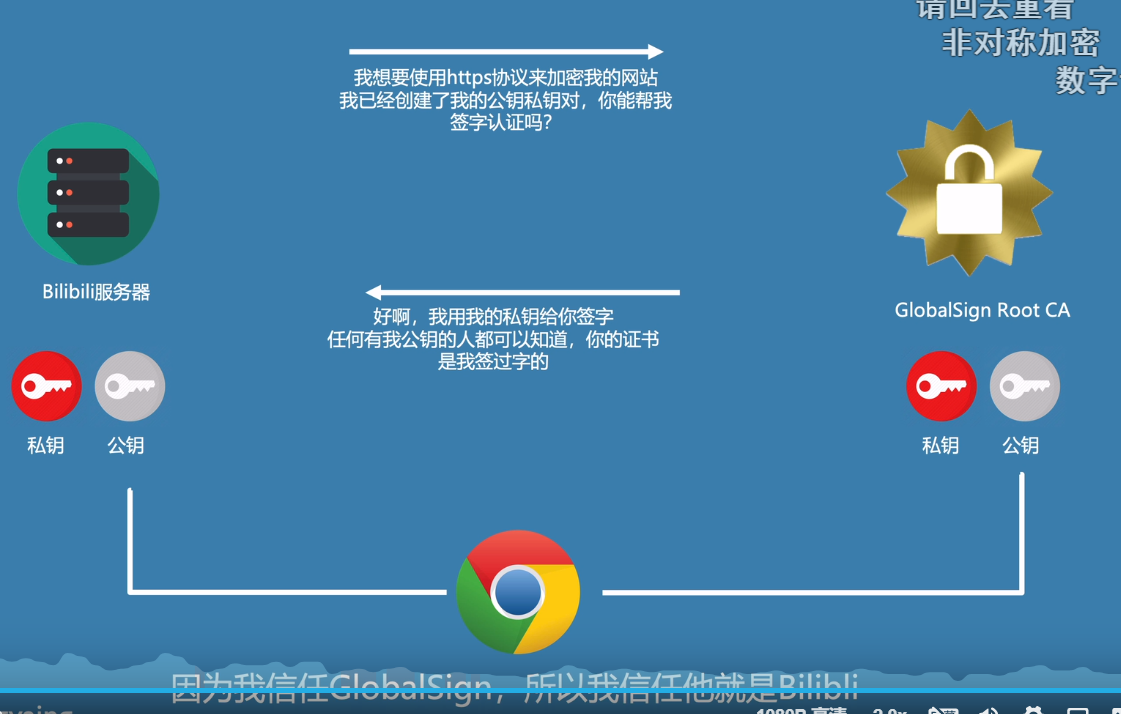 请回去重看
非对称加密
数字
我想要使用https协议来加密我的网站
我已经创建了我的公钥私钥对，你能帮我
签字认证吗？
Bilibili服务器
GlobalSign Root CA
好啊，我用我的私钥给你签字
任何有我公钥的人都可以知道，你的证书
是我签过字的
私钥 公钥
私钥 公钥
因为我信任GlobalSign，所以我信任他就是Bilibli
1080P 高清 2.0x